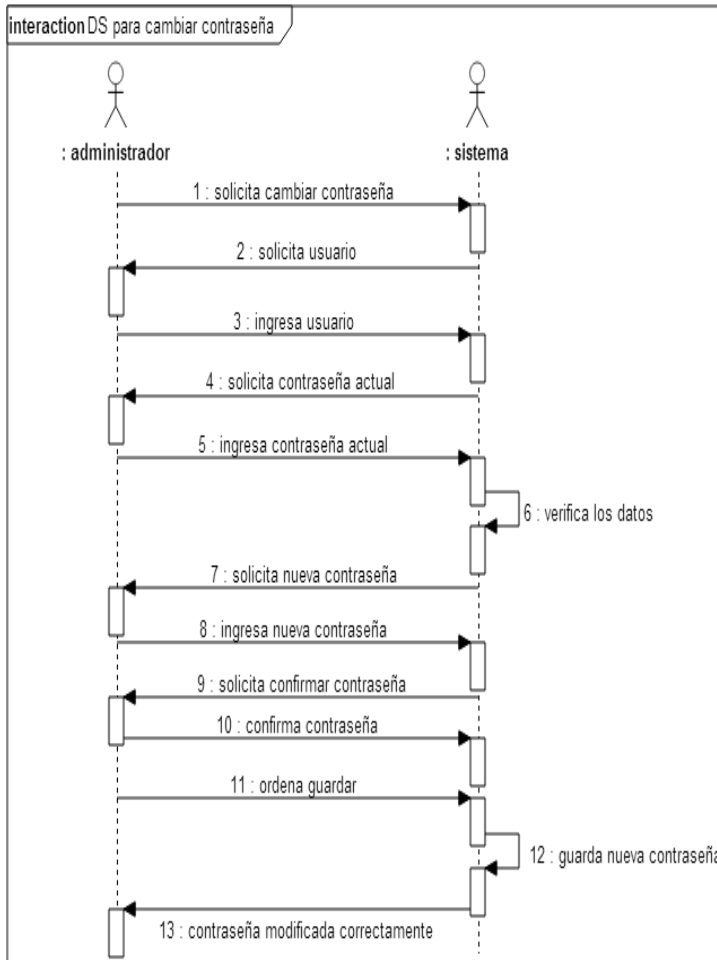 interaction DS para cambiar contraseña
: administrador
: sistema
1 : solicita cambiar contraseña
2 : solicita usuario
3 : ingresa usuario
4 : solicita contraseña actual
5 : ingresa contraseña actual
6 : verifica los datos
7 : solicita nueva contraseña
8 : ingresa nueva contraseña
9 : solicita confirmar contraseña
10 : confirma contraseña
11 : ordena guardar
12 : guarda nueva contraseña
13 : contraseña modificada correctamente